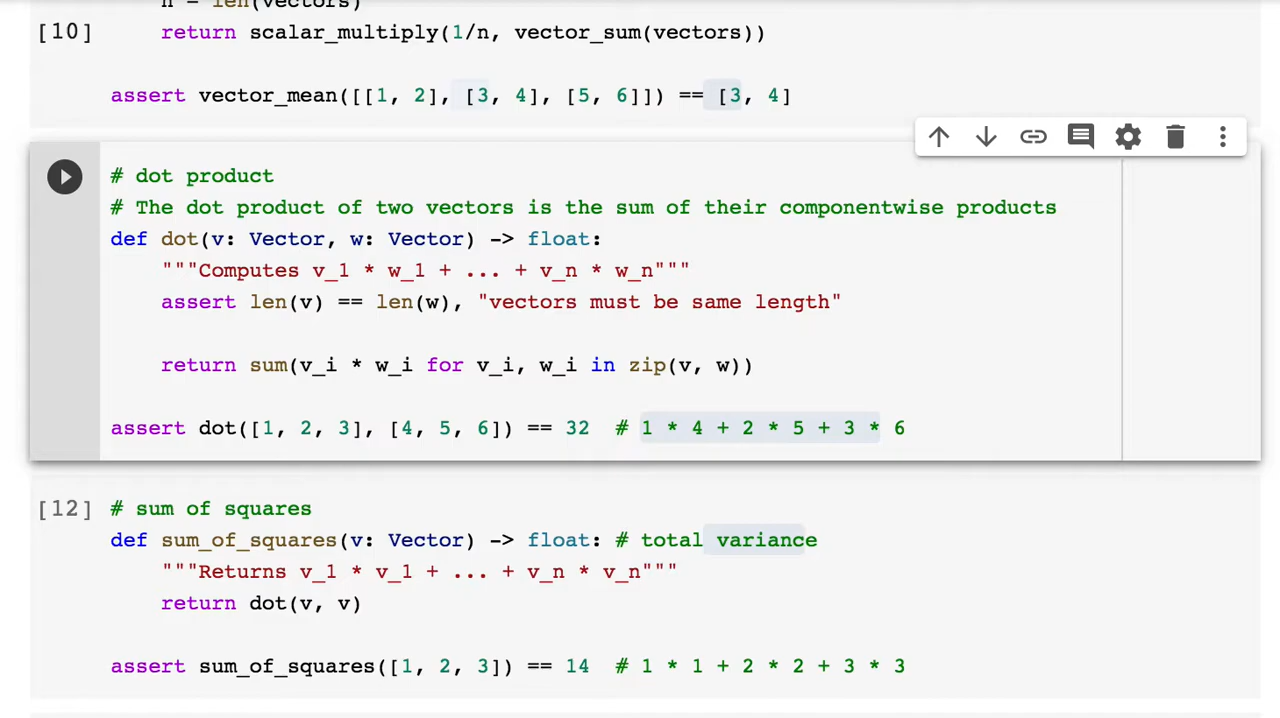 n = len(vectors)
[10] return scalar_multiply(1/n, vector_sum(vectors))
assert vector_mean([[1, 2], [3, 4], [5, 6]]) == [3, 4]
# dot product
# The dot product of two vectors is the sum of their componentwise products
def dot(v: Vector, w: Vector) -> float:
"""Computes v_1 * w_1 + ... + v_n * w_n"""
assert len(v) == len(w), "vectors must be same length"
return sum(v_i * w_i for v_i, w_i in zip(v, w))
assert dot([1, 2, 3], [4, 5, 6]) == 32 # 1 * 4 + 2 * 5 + 3 * 6
[12] # sum of squares
def sum_of_squares(v: Vector) -> float: # total variance
"""Returns v_1 * v_1 + ... + v_n * v_n"""
return dot(v, v)
assert sum_of_squares([1, 2, 3]) == 14 # 1 * 1 + 2 * 2 + 3 * 3